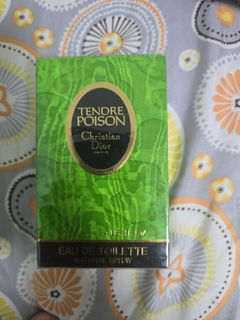 TENDRE
POISON
Christian
Dior
PARIS
EAU DE TOILETTE
NATURAL SPRAY